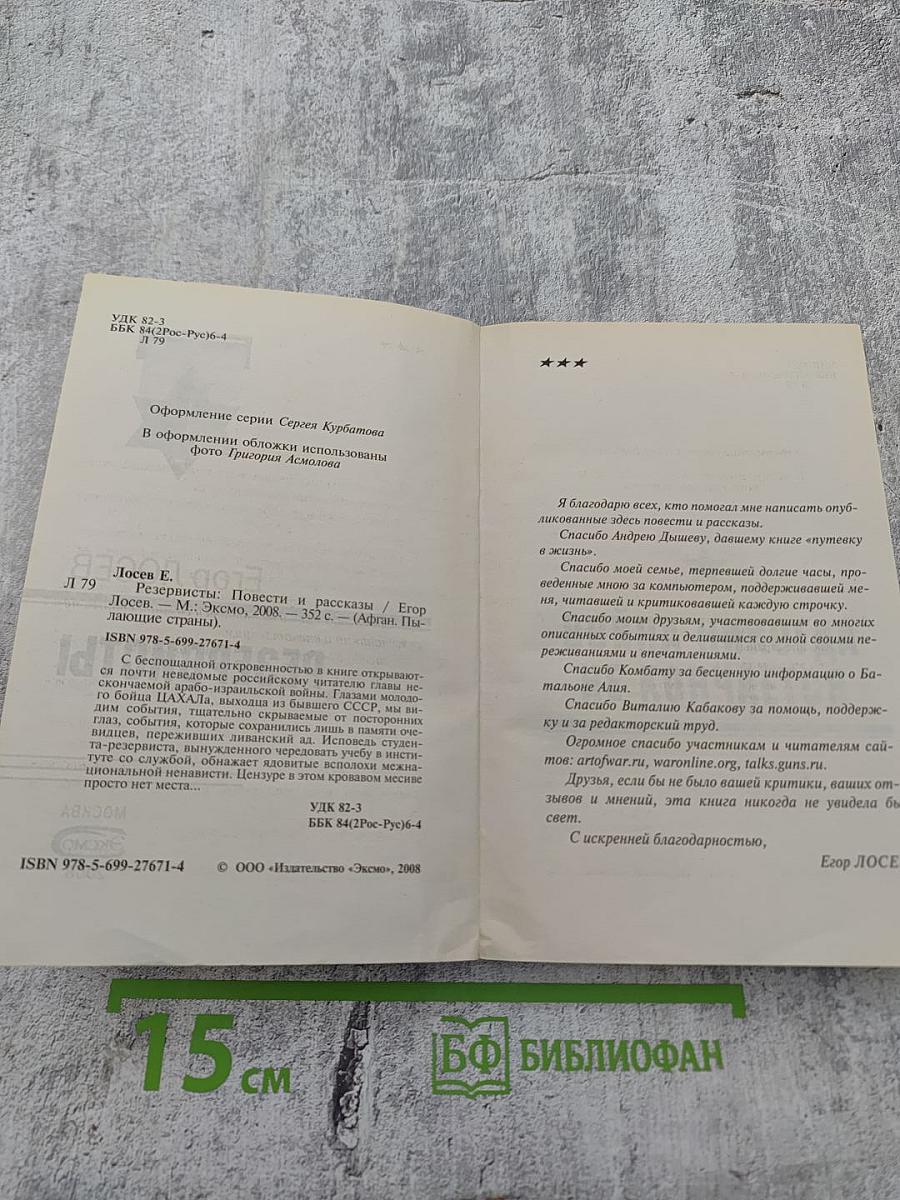 УДК 82-3
ББК 84(2Рос-Рус)6-4
Л 79
Оформление серии Сергея Курбатова
В оформлении обложки использованы
фото Григория Асмолова
Лосев Е.
Л 79
Резервисты: Повести и рассказы / Егор
Лосев. — М.: Эксмо, 2008. — 352 с. — (Афган. Пы-
лающие страны).
ISBN 978-5-699-27671-4
С беспощадной откровенностью в книге открывают-
ся почти неведомые российскому читателю главы не-
скончаемой арабо-израильской войны. Глазами молодо-
го бойца ЦАХАЛа, выходца из бывшего СССР, мы ви-
дим события, тщательно скрываемые от посторонних
глаз, события, которые сохранились лишь в памяти оче-
видцев, переживших ливанский ад. Исповедь студен-
та-резервиста, вынужденного чередовать учебу в инсти-
туте со службой, обнажает ядовитые всполохи межна-
циональной ненависти. Цензуре в этом кровавом месиве
просто нет места...
УДК 82-3
ББК 84(2Рос-Рус)6-4
ISBN 978-5-699-27671-4
© ООО «Издательство «Эксмо», 2008
★★★
Я благодарю всех, кто помогал мне написать опуб-
ликованные здесь повести и рассказы.
Спасибо Андрею Дышеву, давшему книге «путевку
в жизнь».
Спасибо моей семье, терпевшей долгие часы, про-
веденные мною за компьютером, поддерживавшей ме-
ня, читавшей и критиковавшей каждую строчку.
Спасибо моим друзьям, участвовавшим во многих
описанных событиях и делившимся со мной своими пе-
реживаниями и впечатлениями.
Спасибо Комбату за бесценную информацию о Ба-
тальоне Алия.
Спасибо Виталию Кабакову за помощь, поддерж-
ку и за редакторский труд.
Огромное спасибо участникам и читателям сай-
тов: artofwar.ru, waronline.org, talks.guns.ru.
Друзья, если бы не было вашей критики, ваших от-
зывов и мнений, эта книга никогда не увидела бы
свет.
С искренней благодарностью,
Егор ЛОСЕ
15 см
БФ БИБЛИОФАН